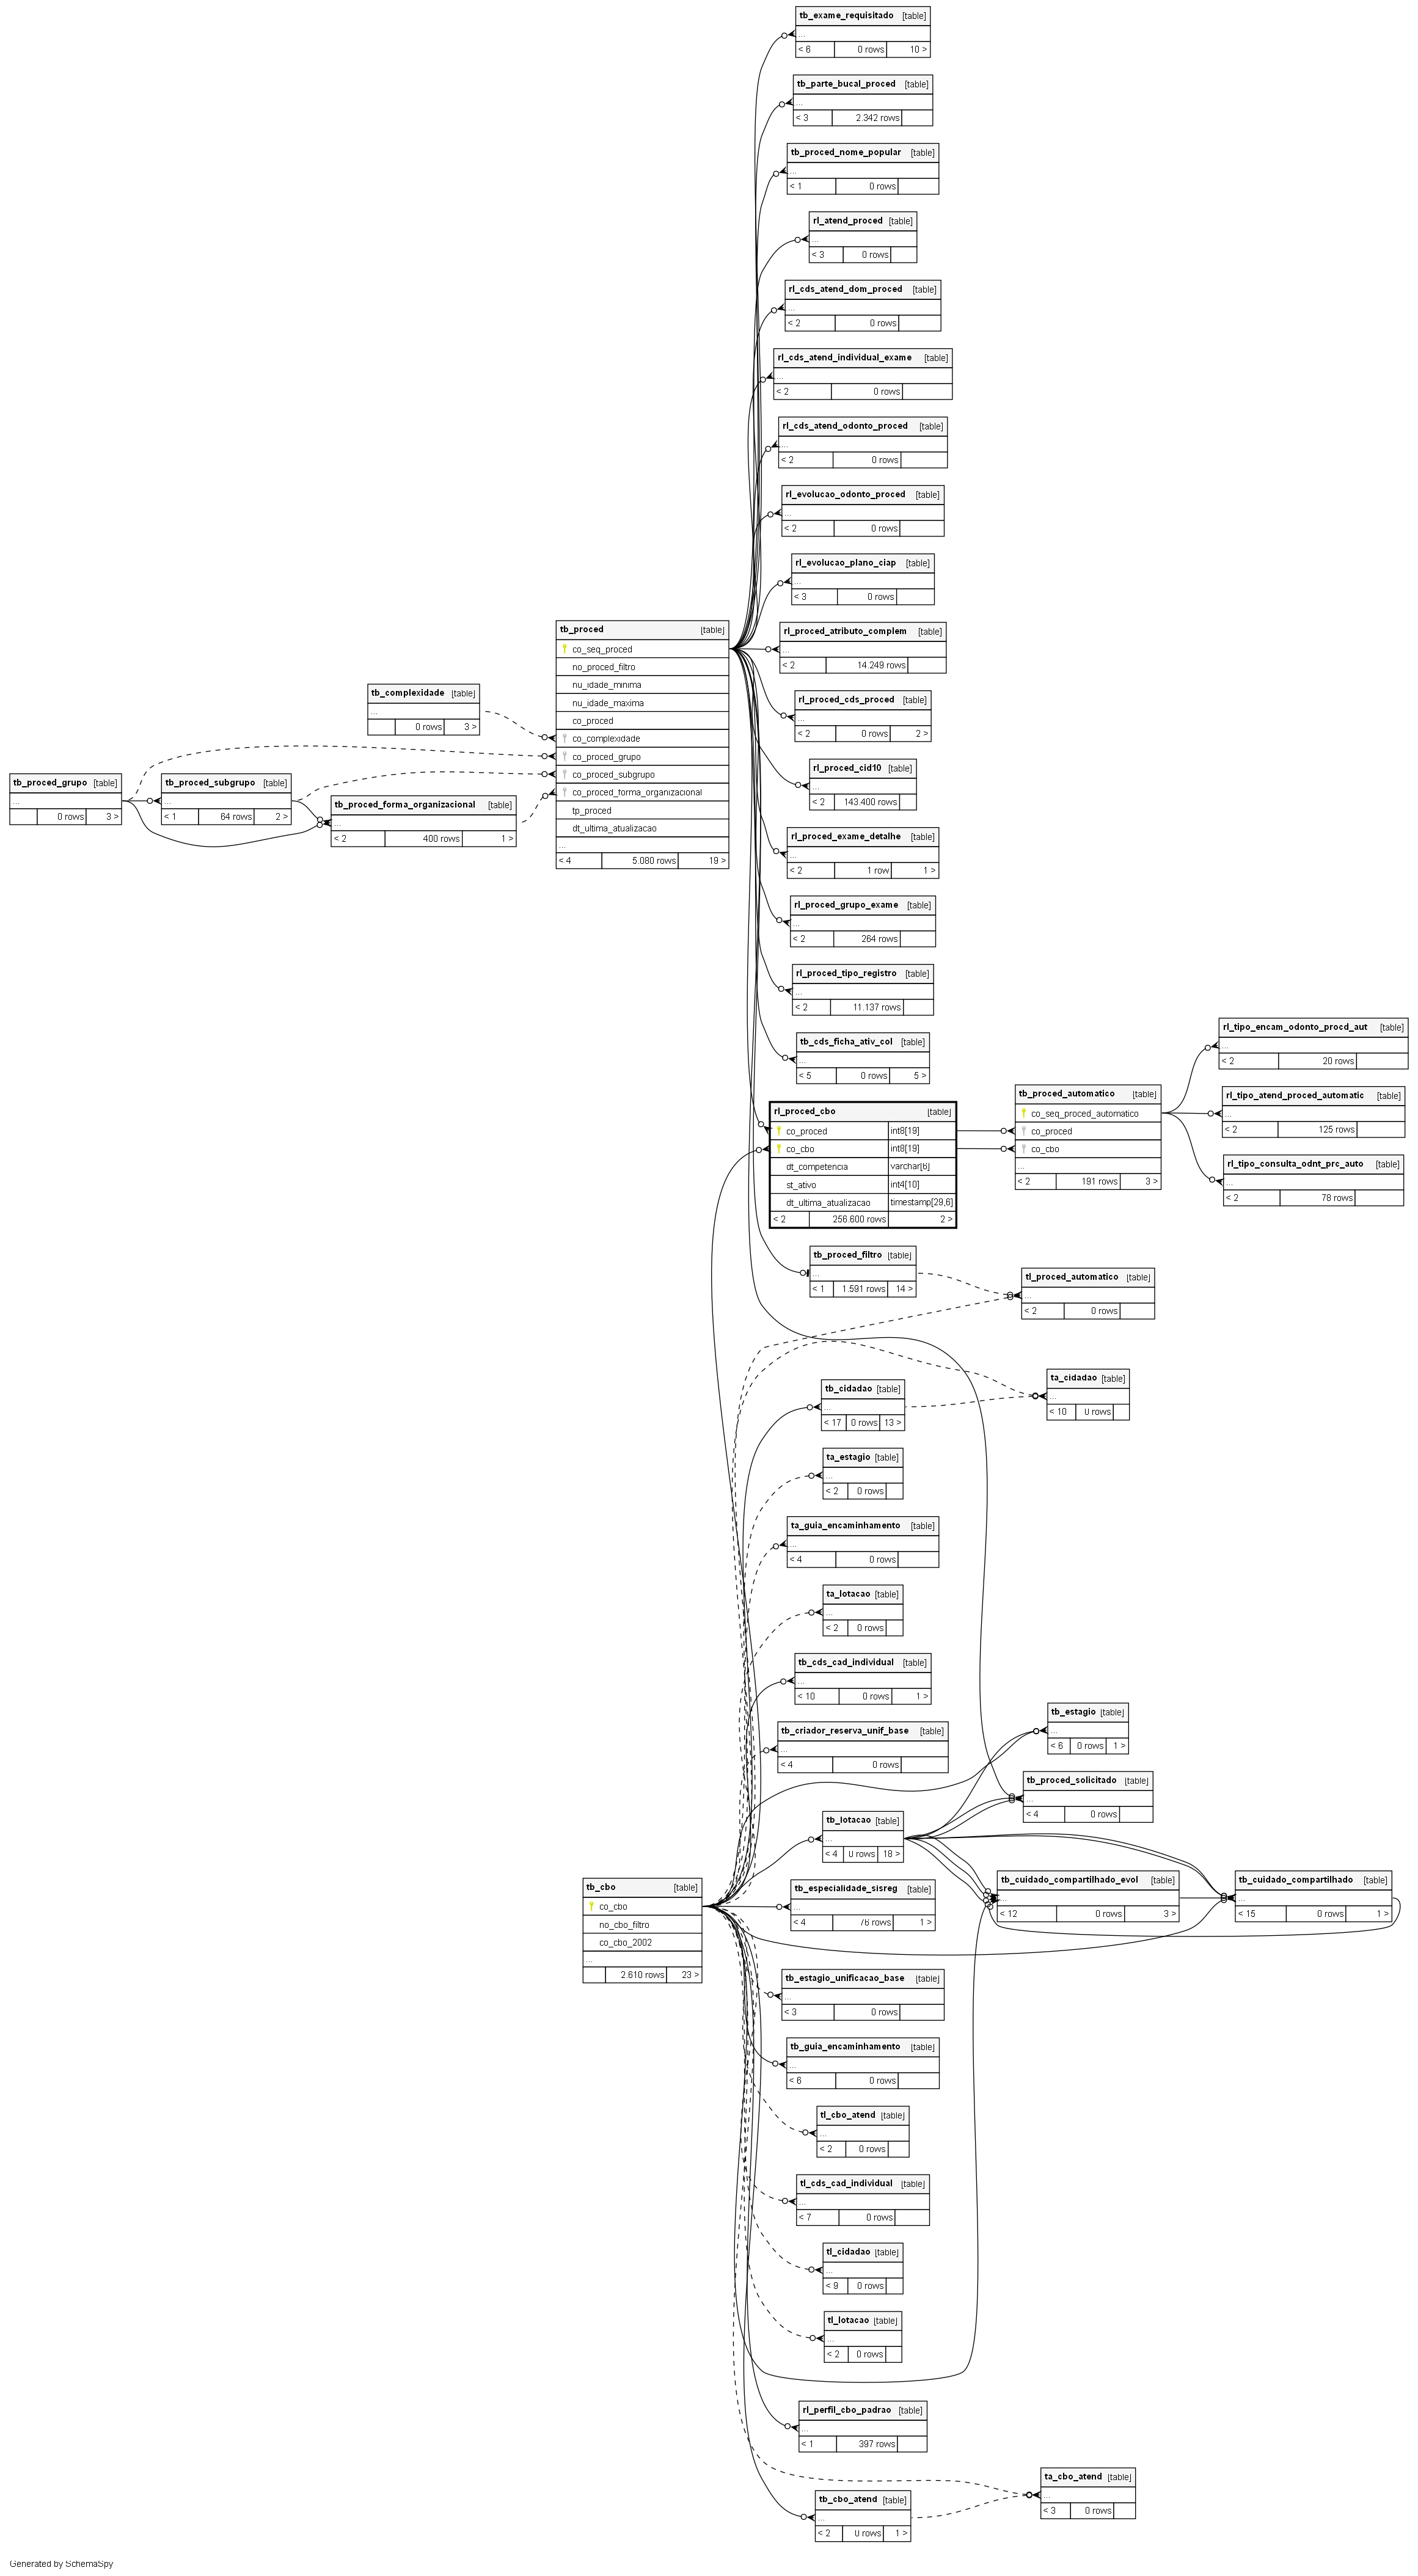 tb_exame_requisitado [table]
...
< 6 0 rows 10 >
tb_parte_bucal_proced [table]
...
< 3 2.342 rows
tb_proced_nome_popular [table]
...
< 1 0 rows
rl_atend_proced [table]
...
< 3 0 rows
rl_cds_atend_dom_proced [table]
...
< 2 0 rows
rl_cds_atend_individual_exame [table]
...
< 2 0 rows
rl_cds_atend_odonto_proced [table]
...
< 2 0 rows
rl_evolucao_odonto_proced [table]
...
< 2 0 rows
rl_evolucao_plano_ciap [table]
...
< 3 0 rows
tb_proced [table]
co_seq_proced
no_proced_filtro
nu_idade_minima
nu_idade_maxima
co_proced
co_complexidade
co_proced_grupo
co_proced_subgrupo
co_proced_forma_organizacional
tp_proced
dt_ultima_atualizacao
...
< 4 5.080 rows 19 >
rl_proced_atributo_complem [table]
...
< 2 14.249 rows
tb_complexidade [table]
...
0 rows 3 >
rl_proced_cds_proced [table]
...
< 2 0 rows 2 >
rl_proced_cid10 [table]
...
< 2 143.400 rows
tb_proced_grupo [table]
...
0 rows 3 >
tb_proced_subgrupo [table]
...
< 1 64 rows 2 >
tb_proced_forma_organizacional [table]
...
< 2 400 rows 1 >
rl_proced_exame_detalhe [table]
...
< 2 1 row 1 >
rl_proced_grupo_exame [table]
...
< 2 264 rows
rl_proced_tipo_registro [table]
...
< 2 11.137 rows
tb_cds_ficha_ativ_col [table]
...
< 5 0 rows 5 >
rl_tipo_encam_odonto_procd_aut [table]
...
< 2 20 rows
rl_proced_cbo [table]
co_proced int8[19]
co_cbo int8[19]
dt_competencia varchar[6]
st_ativo int4[10]
dt_ultima_atualizacao timestamp[29,6]
< 2 256.600 rows 2 >
tb_proced_automatico [table]
co_seq_proced_automatico
co_proced
co_cbo
...
< 2 191 rows 3 >
rl_tipo_atend_proced_automatic [table]
...
< 2 125 rows
rl_tipo_consulta_odnt_prc_auto [table]
...
< 2 78 rows
tb_proced_filtro [table]
...
< 1 1.591 rows 14 >
tl_proced_automatico [table]
...
< 2 0 rows
tb_cidadao [table]
...
< 17 0 rows 13 >
ta_cidadao [table]
...
< 10 0 rows
ta_estagio [table]
...
< 2 0 rows
ta_guia_encaminhamento [table]
...
< 4 0 rows
ta_lotacao [table]
...
< 2 0 rows
tb_cds_cad_individual [table]
...
< 10 0 rows 1 >
tb_criador_reserva_unif_base [table]
...
< 4 0 rows
tb_estagio [table]
...
< 6 0 rows 1 >
tb_proced_solicitado [table]
...
< 4 0 rows
tb_lotacao [table]
...
< 4 0 rows 18 >
tb_cbo [table]
co_cbo
no_cbo_filtro
co_cbo_2002
...
2.610 rows 23 >
tb_especialidade_sisreg [table]
...
< 4 76 rows 1 >
tb_cuidado_compartilhado_evol [table]
...
< 12 0 rows 3 >
tb_cuidado_compartilhado [table]
...
< 15 0 rows 1 >
tb_estagio_unificacao_base [table]
...
< 3 0 rows
tb_guia_encaminhamento [table]
...
< 6 0 rows
tl_cbo_atend [table]
...
< 2 0 rows
tl_cds_cad_individual [table]
...
< 7 0 rows
tl_cidadao [table]
...
< 9 0 rows
tl_lotacao [table]
...
< 2 0 rows
rl_perfil_cbo_padrao [table]
...
< 1 397 rows
tb_cbo_atend [table]
...
< 2 0 rows 1 >
ta_cbo_atend [table]
...
< 3 0 rows
Generated by SchemaSpy